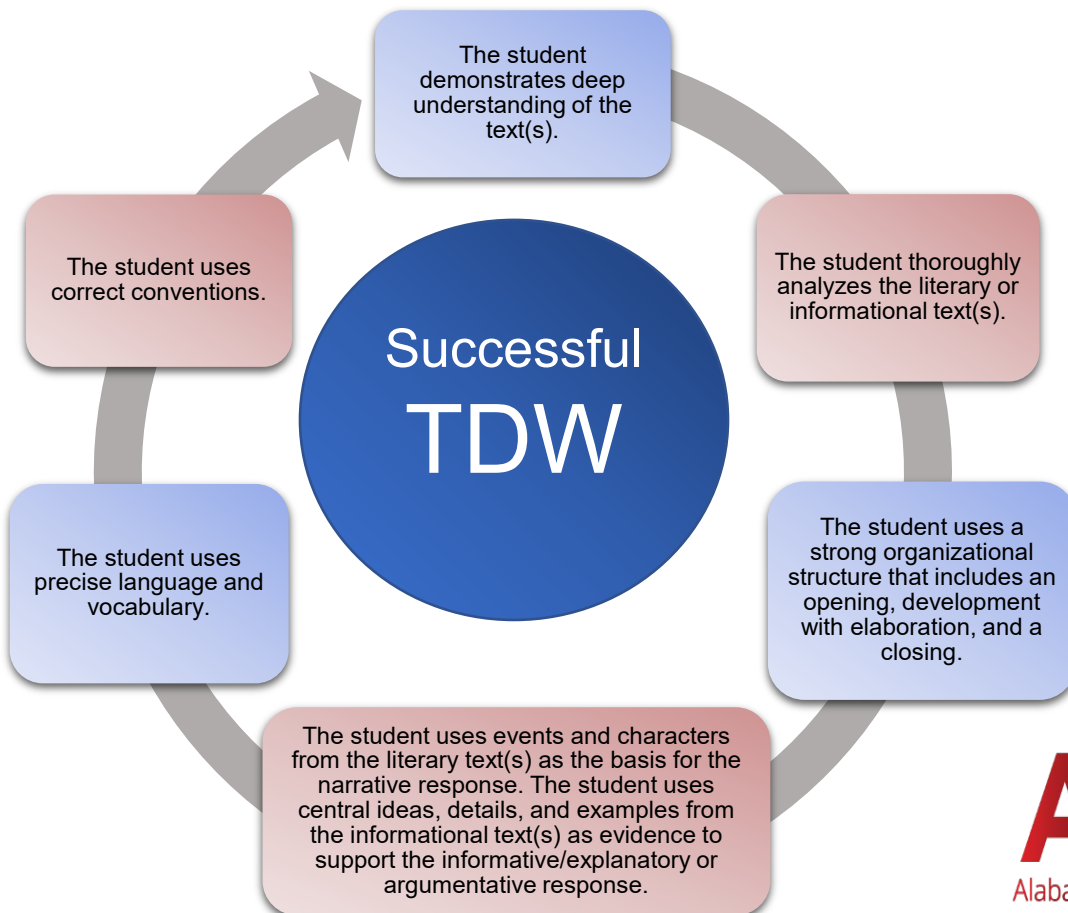 The student
demonstrates deep
understanding of the
text(s).
The student thoroughly
analyzes the literary or
informational text(s).
The student uses a
strong organizational
structure that includes an
opening, development
with elaboration, and a
closing.
The student uses events and characters
from the literary text(s) as the basis for the
narrative response. The student uses
central ideas, details, and examples from
the informational text(s) as evidence to
support the informative/explanatory or
argumentative response.
The student uses
precise language and
vocabulary.
The student uses
correct conventions.
Successful
TDW
A